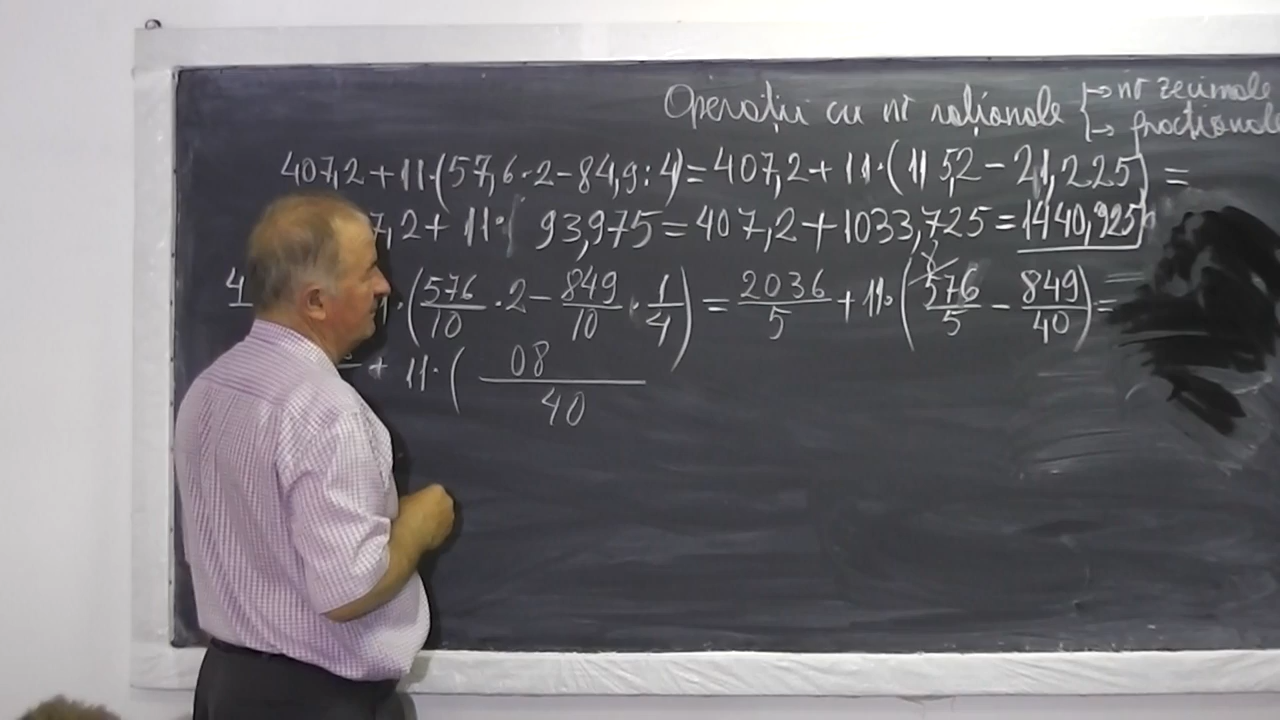 Operații cu nr raționale { → nr zecimale
→ fracționale
407,2 + 11·(57,6·2 - 84,9:4) = 407,2 + 11·(115,2 - 21,225) =
7,2 + 11· 93,975 = 407,2 + 1033,725 = 1440,925
4 ·(576/10 · 2 - 849/10 · 1/4) = 2036/5 + 11·(576/5 - 849/40) =
+ 11·( 08/40